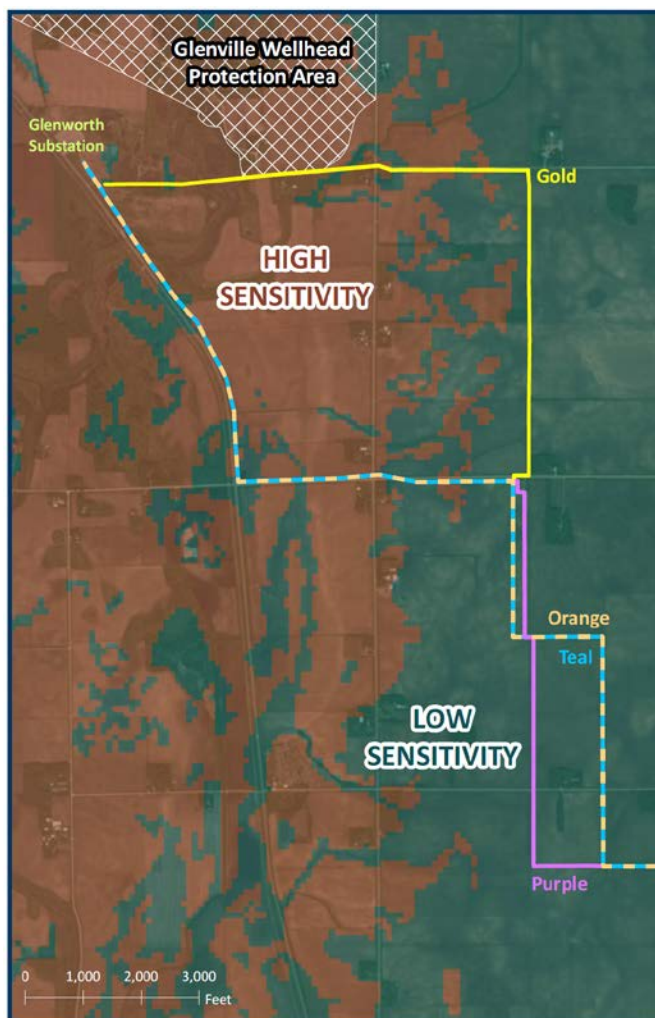 Glenville Wellhead
Protection Area
Glenworth
Substation
Gold
HIGH
SENSITIVITY
Orange
Teal
LOW
SENSITIVITY
Purple
0 1,000 2,000 3,000
Feet